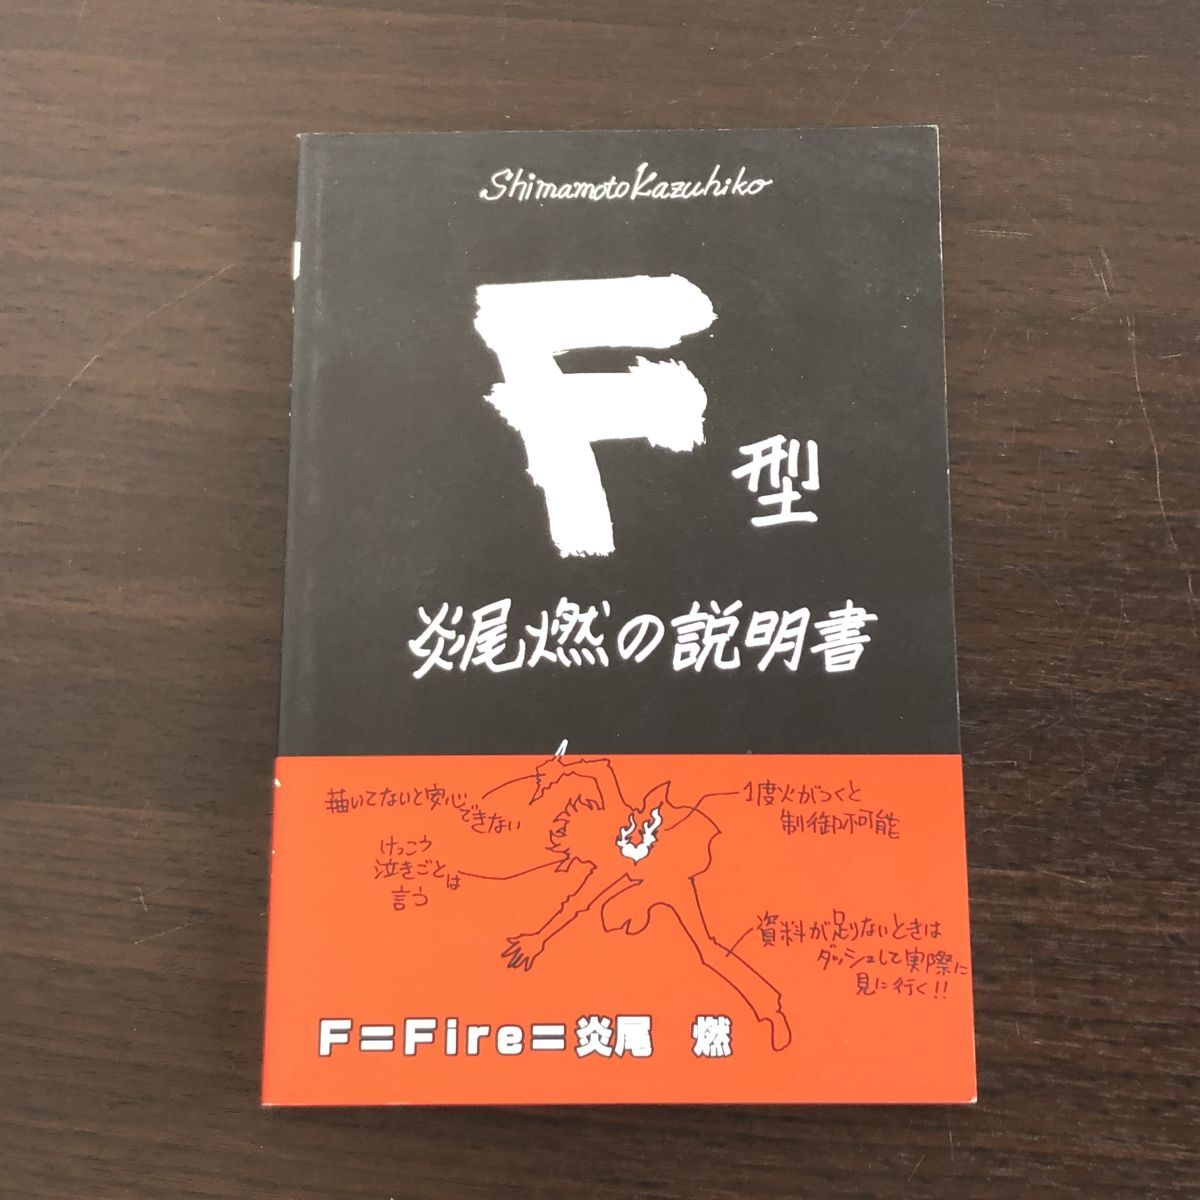 Shimamoto Kazuhiko
F型
炎尾燃の説明書
描いてないと安心
できない
けっこう
泣きごとは
言う
1度火がつくと
制御不可能
資料が足りないときは
ダッシュして実際に
見に行く!!
F=Fire=炎尾 燃